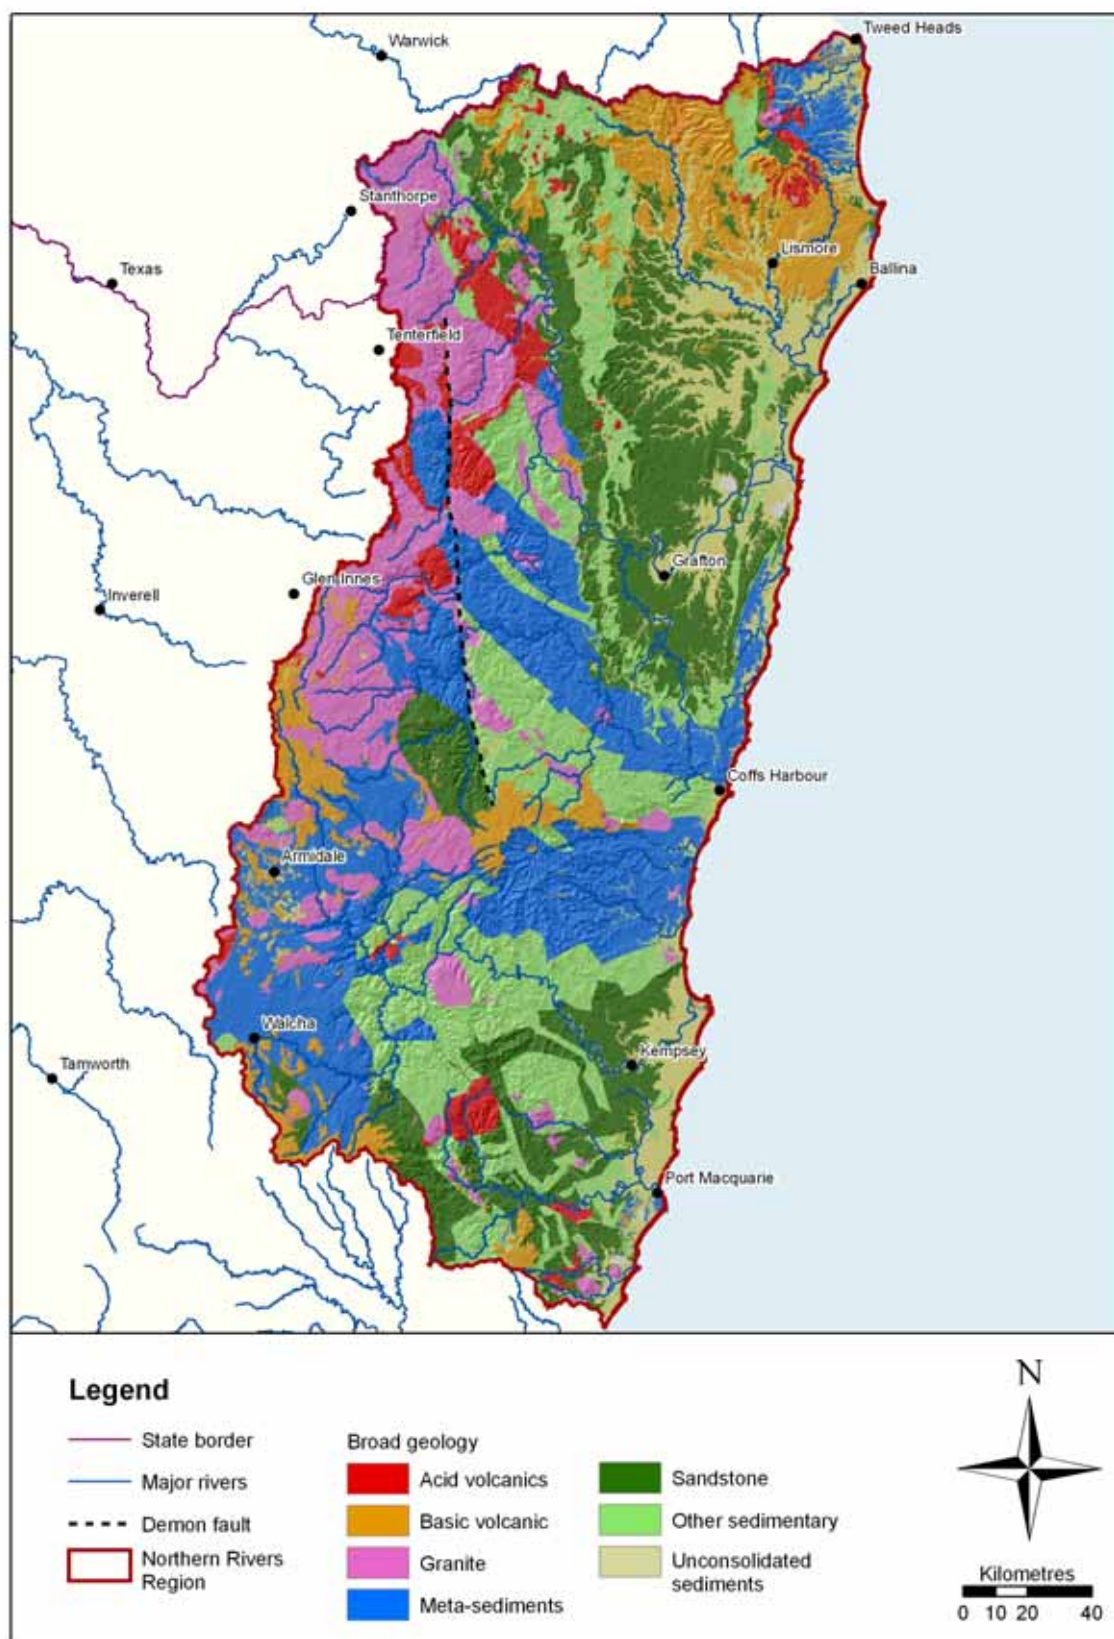 Tweed Heads
Warwick
Stanthorpe
Texas
Lismore
Ballina
Tenterfield
Grafton
Glen Innes
Inverell
Coffs Harbour
Armidale
Walcha
Kempsey
Tamworth
Port Macquarie
Legend
State border
Major rivers
Demon fault
Northern Rivers
Region
Broad geology
Acid volcanics
Basic volcanic
Granite
Meta-sediments
Sandstone
Other sedimentary
Unconsolidated
sediments
N
Kilometres
0 10 20 40